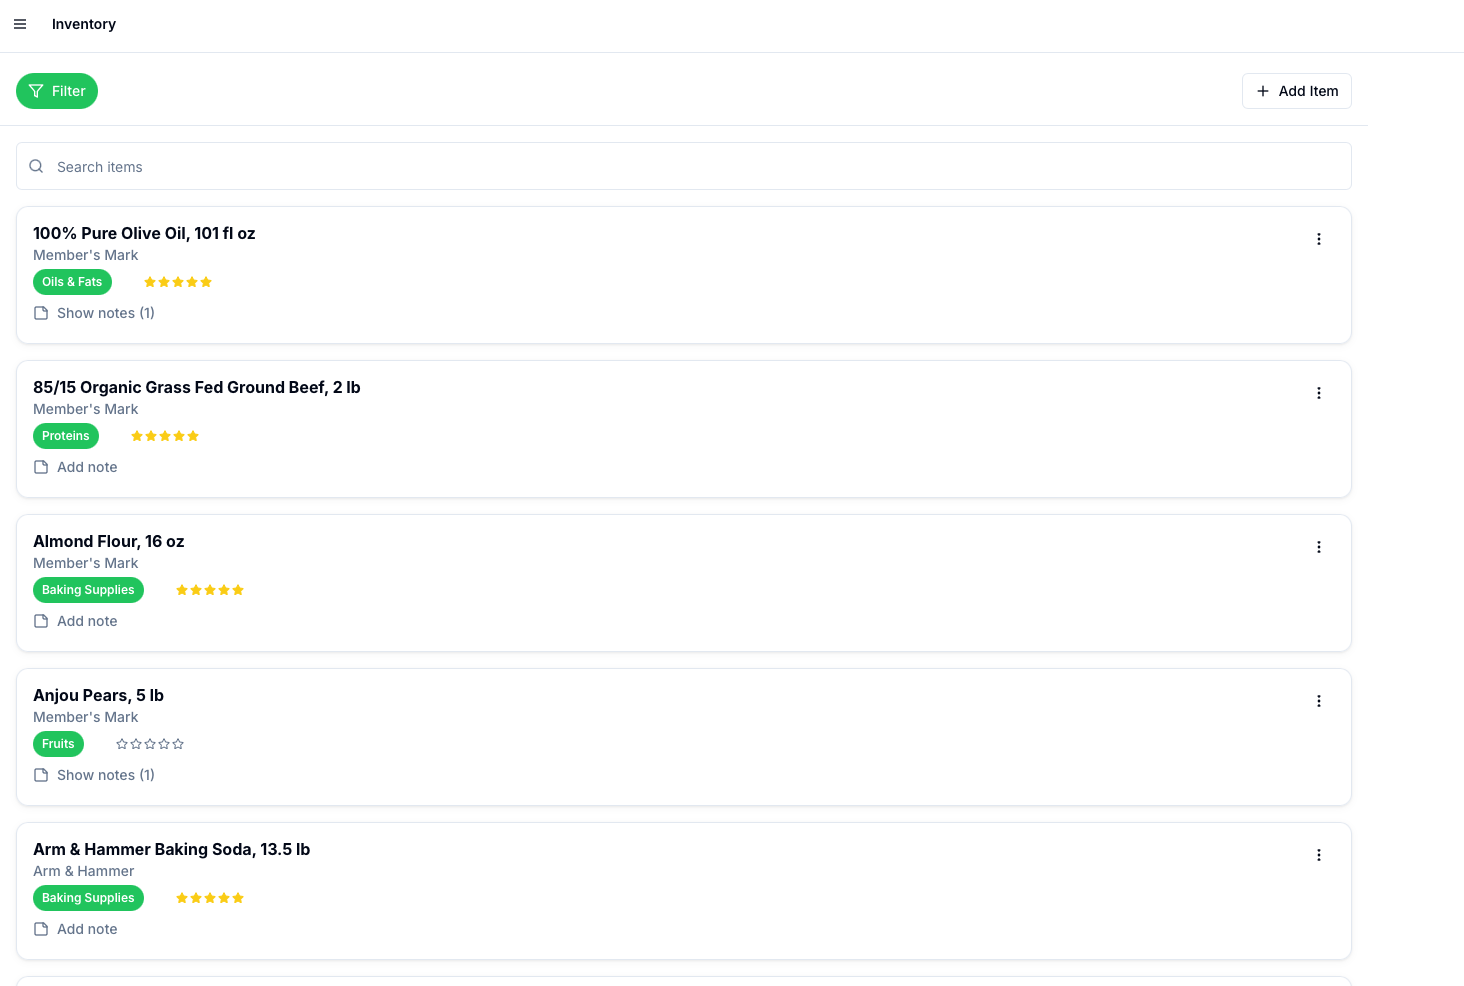 Inventory
Filter
Add Item
Search items
100% Pure Olive Oil, 101 fl oz
Member's Mark
Oils & Fats
Show notes (1)
85/15 Organic Grass Fed Ground Beef, 2 lb
Member's Mark
Proteins
Add note
Almond Flour, 16 oz
Member's Mark
Baking Supplies
Add note
Anjou Pears, 5 lb
Member's Mark
Fruits
Show notes (1)
Arm & Hammer Baking Soda, 13.5 lb
Arm & Hammer
Baking Supplies
Add note